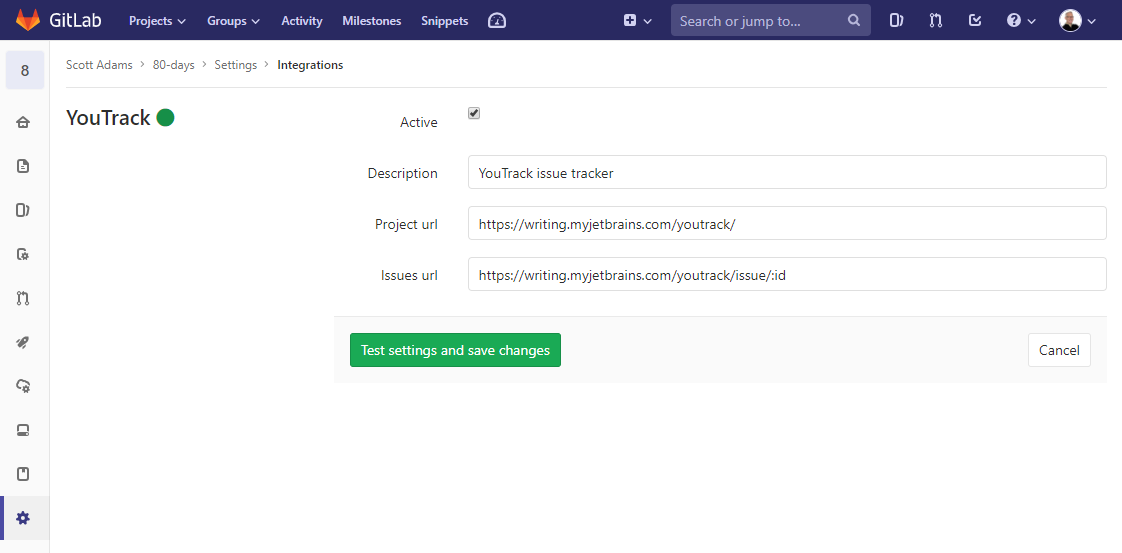 GitLab Projects Groups Activity Milestones Snippets Search or jump to...
8
Scott Adams > 80-days > Settings > Integrations
YouTrack
Active
Description YouTrack issue tracker
Project url https://writing.myjetbrains.com/youtrack/
Issues url https://writing.myjetbrains.com/youtrack/issue/:id
Test settings and save changes Cancel